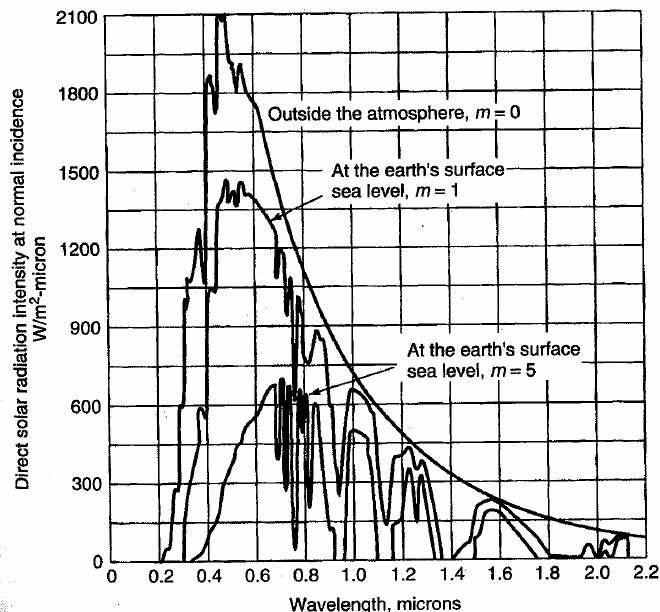 2100
1800
1500
1200
900
600
300
0
Direct solar radiation intensity at normal incidence
W/m²-micron
Outside the atmosphere, m = 0
At the earth's surface
sea level, m = 1
At the earth's surface
sea level, m = 5
0 0.2 0.4 0.6 0.8 1.0 1.2 1.4 1.6 1.8 2.0 2.2
Wavelength, microns